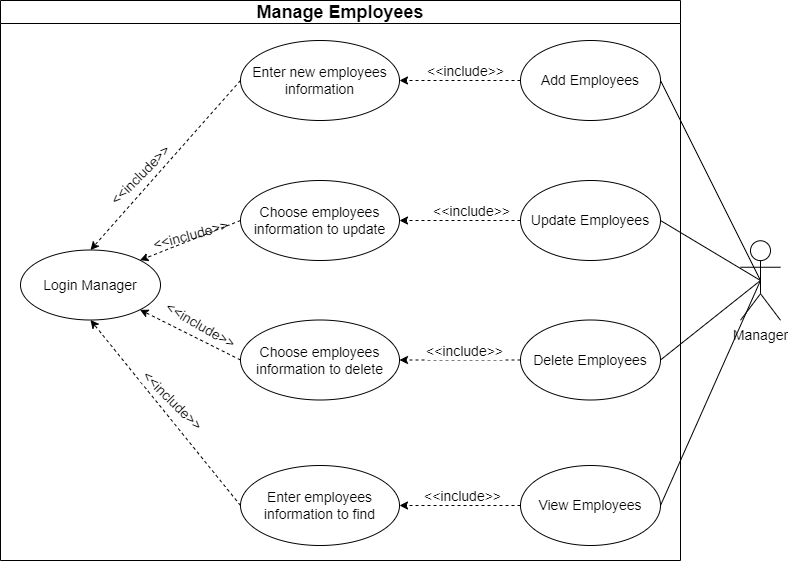 Manage Employees
Enter new employees
information
<<include>>
Add Employees
<<include>>
Choose employees
information to update
<<include>>
Update Employees
<<include>>
Login Manager
Manager
<<include>>
Choose employees
information to delete
<<include>>
Delete Employees
<<include>>
Enter employees
information to find
<<include>>
View Employees